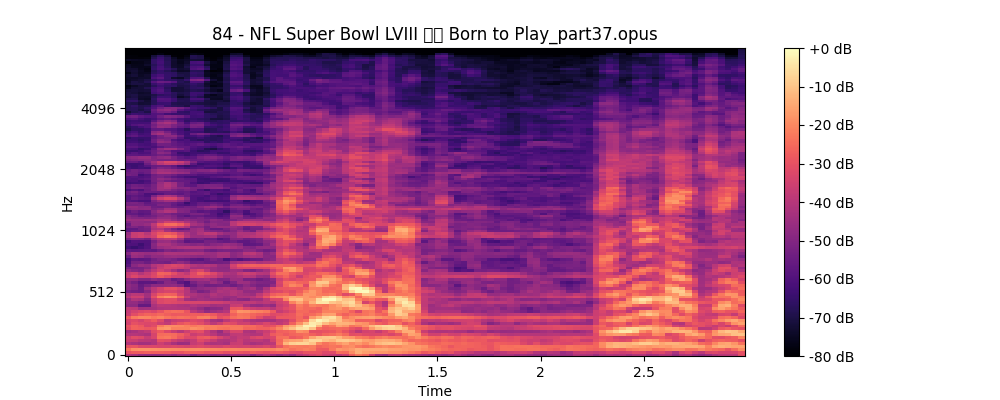 84 - NFL Super Bowl LVIII Born to Play_part37.opus
Hz
4096
2048
1024
512
0
0 0.5 1 1.5 2 2.5
Time
+0 dB
-10 dB
-20 dB
-30 dB
-40 dB
-50 dB
-60 dB
-70 dB
-80 dB